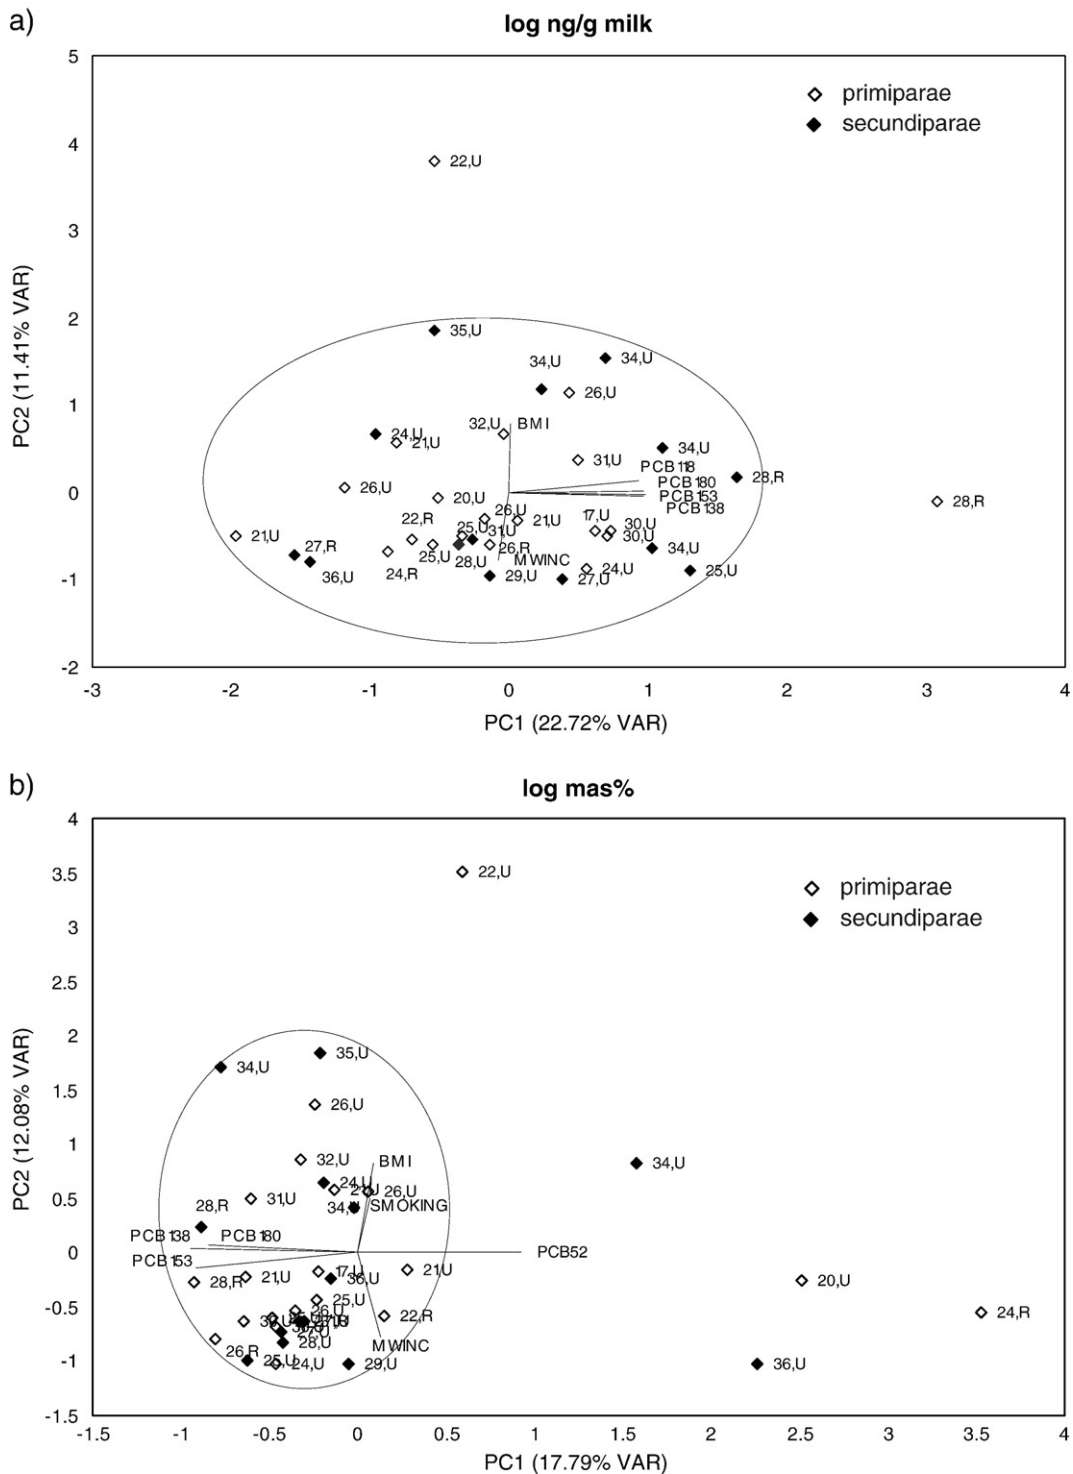 a)
log ng/g milk
primiparae
secundiparae
PC2 (11.41% VAR)
5
4
3
2
1
0
-1
-2
22,U
35,U
34,U
34,U
26,U
32,U
BMI
24,U
21,U
34,U
31,U
PCB118
28,R
PCB180
26,U
PCB153
28,R
20,U
PCB138
26,U
17,U
22,R
21,U
30,U
25,U
31,U
30,U
21,U
27,R
26,R
34,U
25,U
28,U
MWINC
36,U
24,R
29,U
27,U
24,U
25,U
-3
-2
-1
0
1
2
3
4
PC1 (22.72% VAR)
b)
log mas%
primiparae
secundiparae
PC2 (12.08% VAR)
4
3.5
3
2.5
2
1.5
1
0.5
0
-0.5
-1
-1.5
22,U
35,U
34,U
26,U
32,U
BMI
34,U
24,U
26,U
31,U
28,R
SMOKING
PCB138
PCB180
PCB52
PCB153
28,R
21,U
17,U
36,U
21,U
20,U
25,U
26,U
22,R
24,R
27,U
28,U
MWINC
26,R
25,U
24,U
29,U
36,U
-1.5
-1
-0.5
0
0.5
1
1.5
2
2.5
3
3.5
4
PC1 (17.79% VAR)